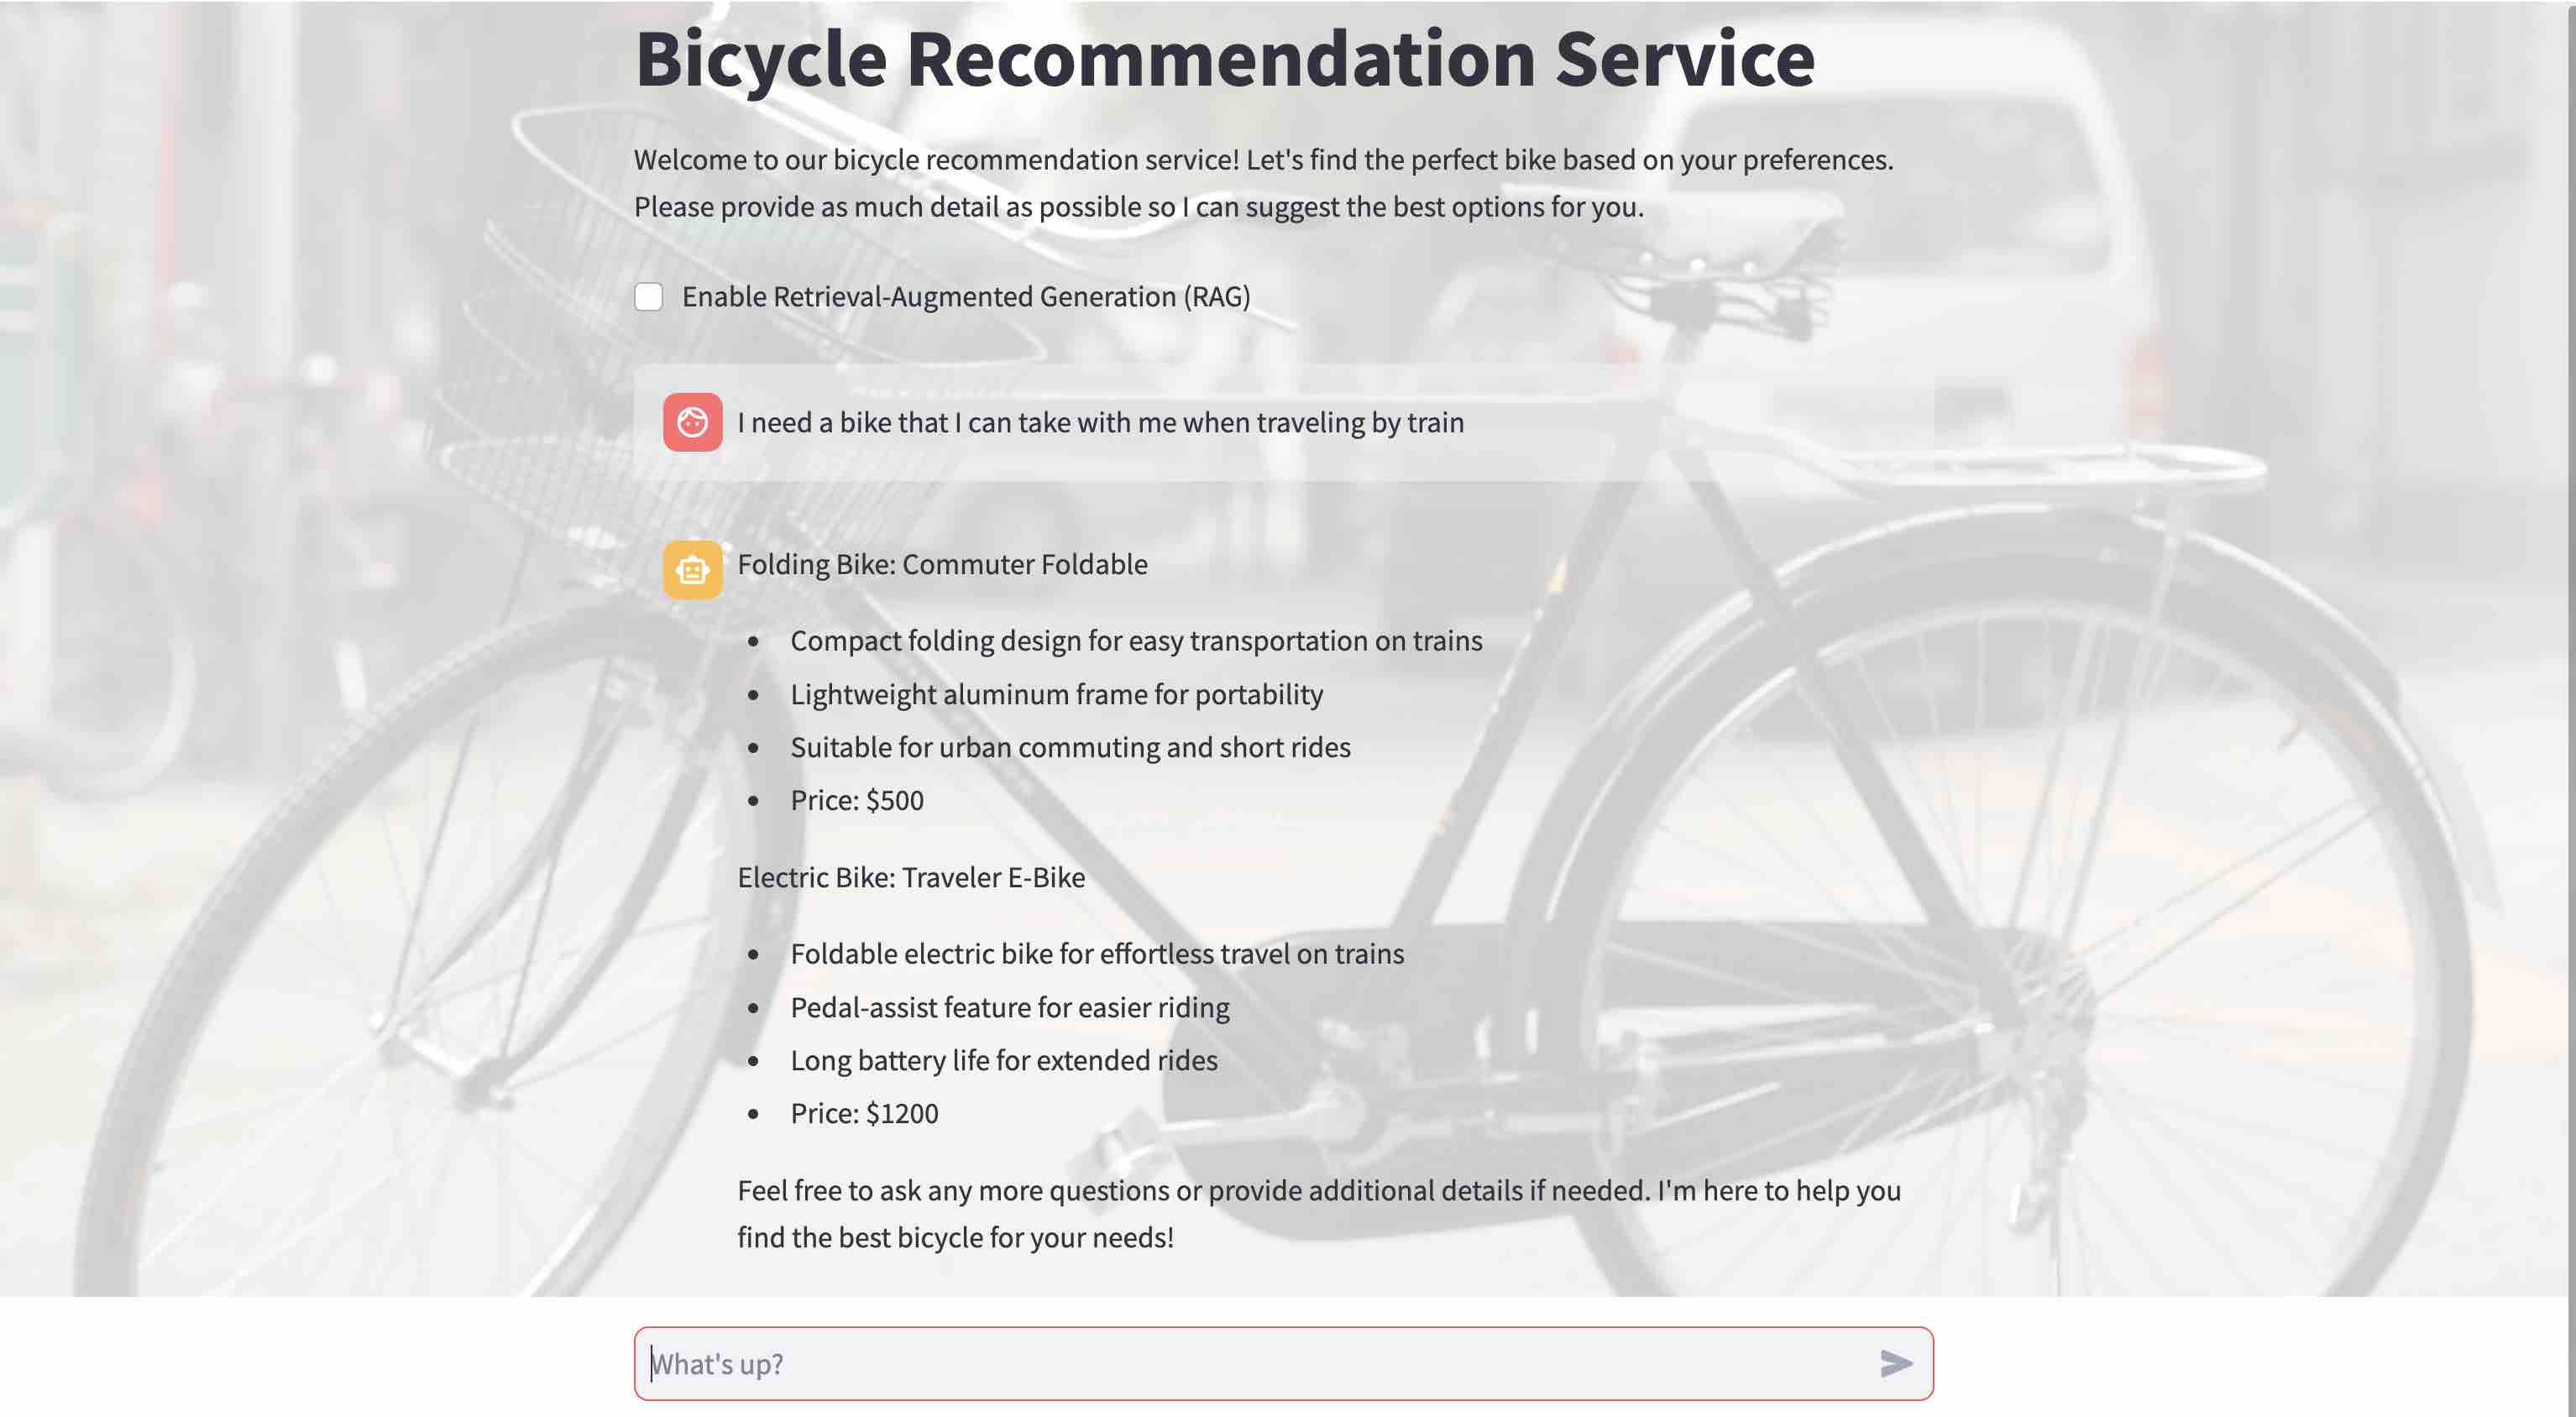 Bicycle Recommendation Service
Welcome to our bicycle recommendation service! Let's find the perfect bike based on your preferences.
Please provide as much detail as possible so I can suggest the best options for you.
Enable Retrieval-Augmented Generation (RAG)
I need a bike that I can take with me when traveling by train
Folding Bike: Commuter Foldable
• Compact folding design for easy transportation on trains
• Lightweight aluminum frame for portability
• Suitable for urban commuting and short rides
• Price: $500
Electric Bike: Traveler E-Bike
• Foldable electric bike for effortless travel on trains
• Pedal-assist feature for easier riding
• Long battery life for extended rides
• Price: $1200
Feel free to ask any more questions or provide additional details if needed. I'm here to help you
find the best bicycle for your needs!
What's up?